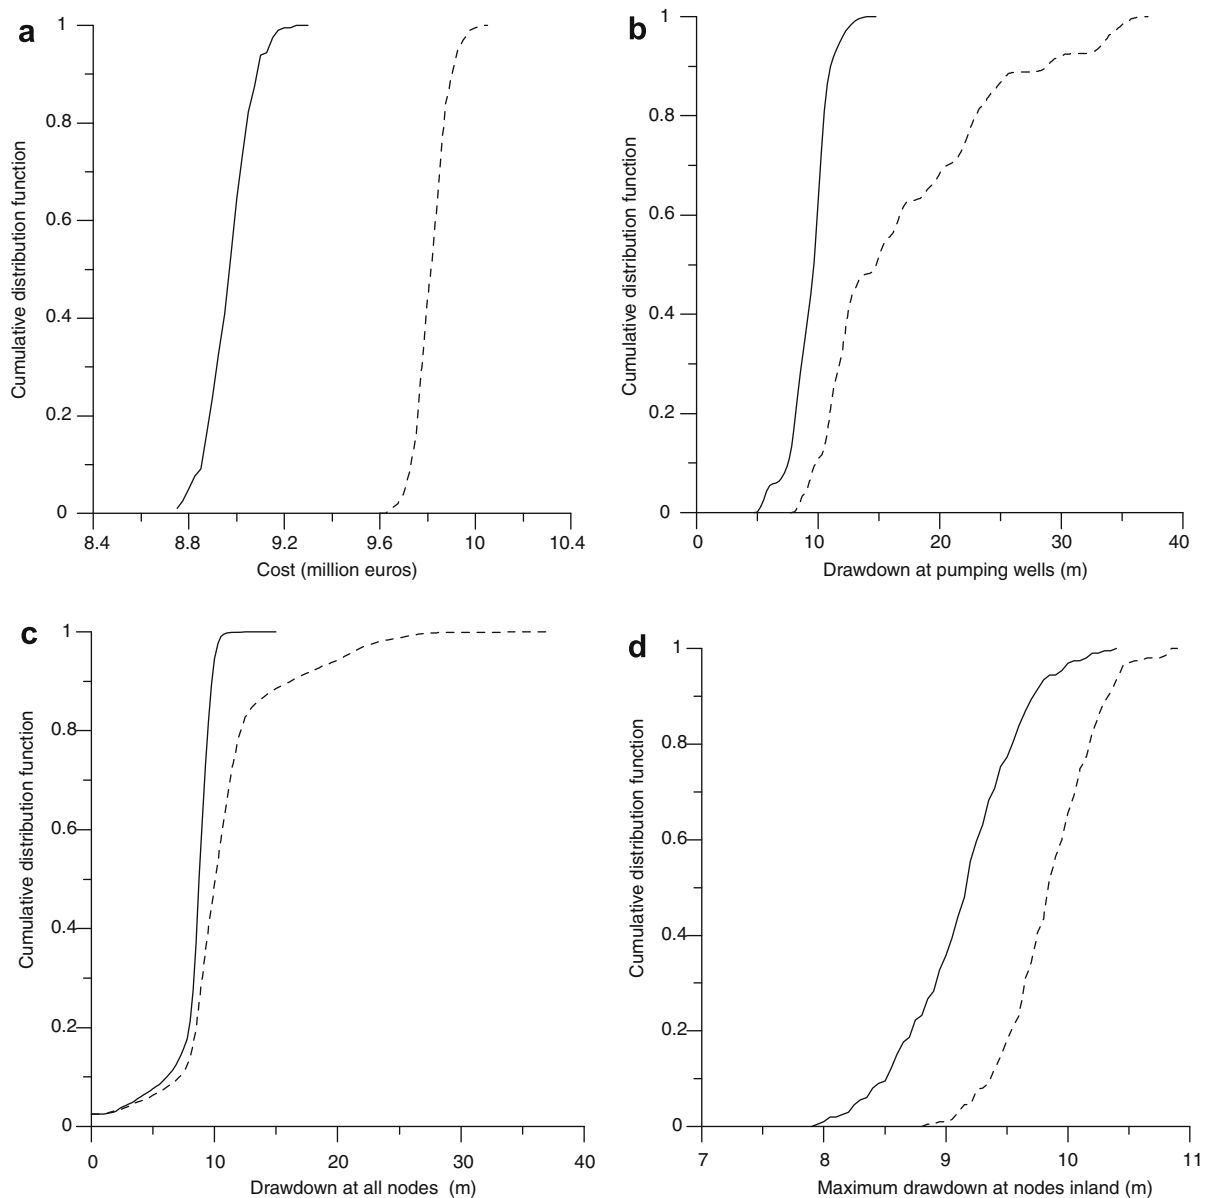 a
1
0.8
0.6
0.4
0.2
0
Cumulative distribution function
8.4 8.8 9.2 9.6 10 10.4
Cost (million euros)
b
1
0.8
0.6
0.4
0.2
0
Cumulative distribution function
0 10 20 30 40
Drawdown at pumping wells (m)
c
1
0.8
0.6
0.4
0.2
0
Cumulative distribution function
0 10 20 30 40
Drawdown at all nodes (m)
d
1
0.8
0.6
0.4
0.2
0
Cumulative distribution function
7 8 9 10 11
Maximum drawdown at nodes inland (m)